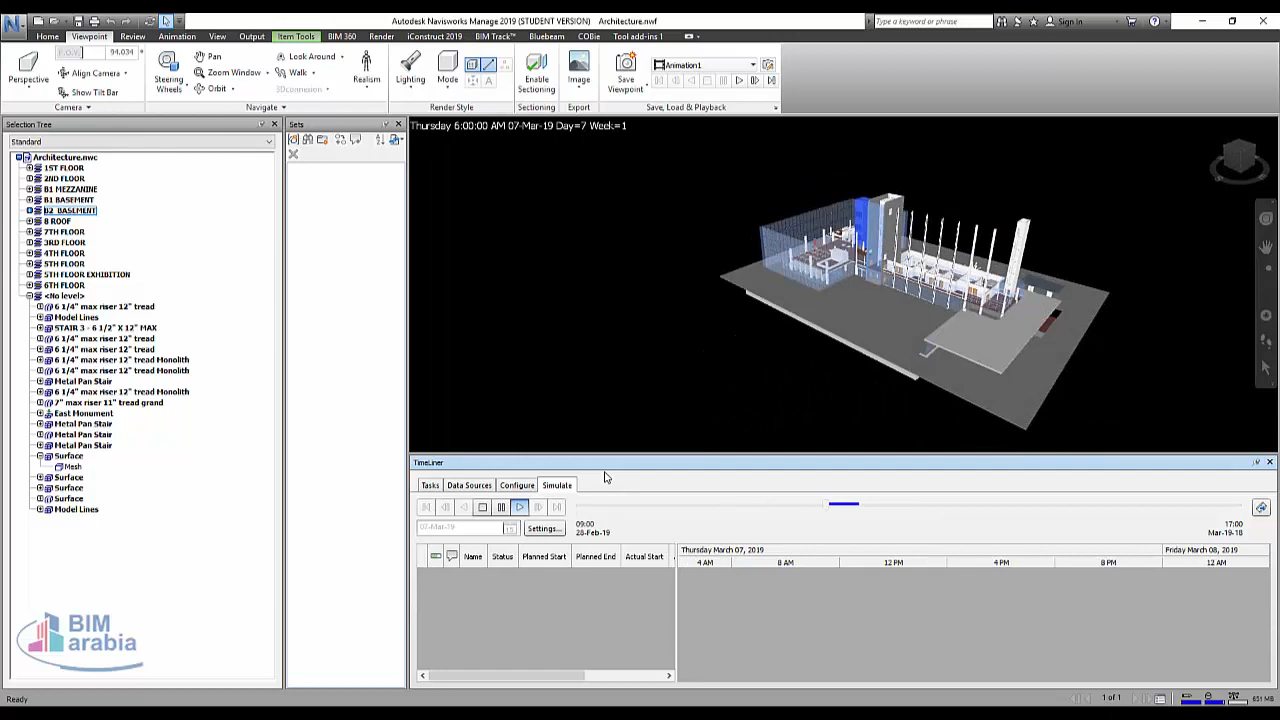 Autodesk Navisworks Manage 2019 (STUDENT VERSION) Architecture.nwf
Type a keyword or phrase
Sign In
Home Viewpoint Review Animation View Output Item Tools BIM 360 Render iConstruct 2019 BIM Track™ Bluebeam COBie Tool add-ins 1
F.O.V. 94.034
Perspective
Align Camera
Show Tilt Bar
Camera
Steering Wheels
Pan
Zoom Window
Orbit
Look Around
Walk
3Dconnexion
Navigate
Realism
Lighting
Mode
Render Style
Enable Sectioning
Sectioning
Image
Export
Save Viewpoint
Animation1
Save, Load & Playback
Selection Tree
Standard
Architecture.nwc
1ST FLOOR
2ND FLOOR
B1 MEZZANINE
B1 BASEMENT
B2 BASEMENT
8 ROOF
7TH FLOOR
3RD FLOOR
4TH FLOOR
5TH FLOOR
5TH FLOOR EXHIBITION
6TH FLOOR
<No level>
6 1/4" max riser 12" tread
Model Lines
STAIR 3 - 6 1/2" X 12" MAX
6 1/4" max riser 12" tread
6 1/4" max riser 12" tread
6 1/4" max riser 12" tread Monolith
6 1/4" max riser 12" tread Monolith
Metal Pan Stair
6 1/4" max riser 12" tread Monolith
7" max riser 11" tread grand
East Monument
Metal Pan Stair
Metal Pan Stair
Metal Pan Stair
Surface
Mesh
Surface
Surface
Surface
Model Lines
BIM
arabia
Sets
Thursday 6:00:00 AM 07-Mar-19 Day=7 Week=1
TimeLiner
Tasks Data Sources Configure Simulate
07-Mar-19
15
Settings...
09:00
28-Feb-19
17:00
Mar-19-18
Name Status Planned Start Planned End Actual Start
Thursday March 07, 2019 Friday March 08, 2019
4 AM 8 AM 12 PM 4 PM 8 PM 12 AM
Ready
1 of 1
651 MB